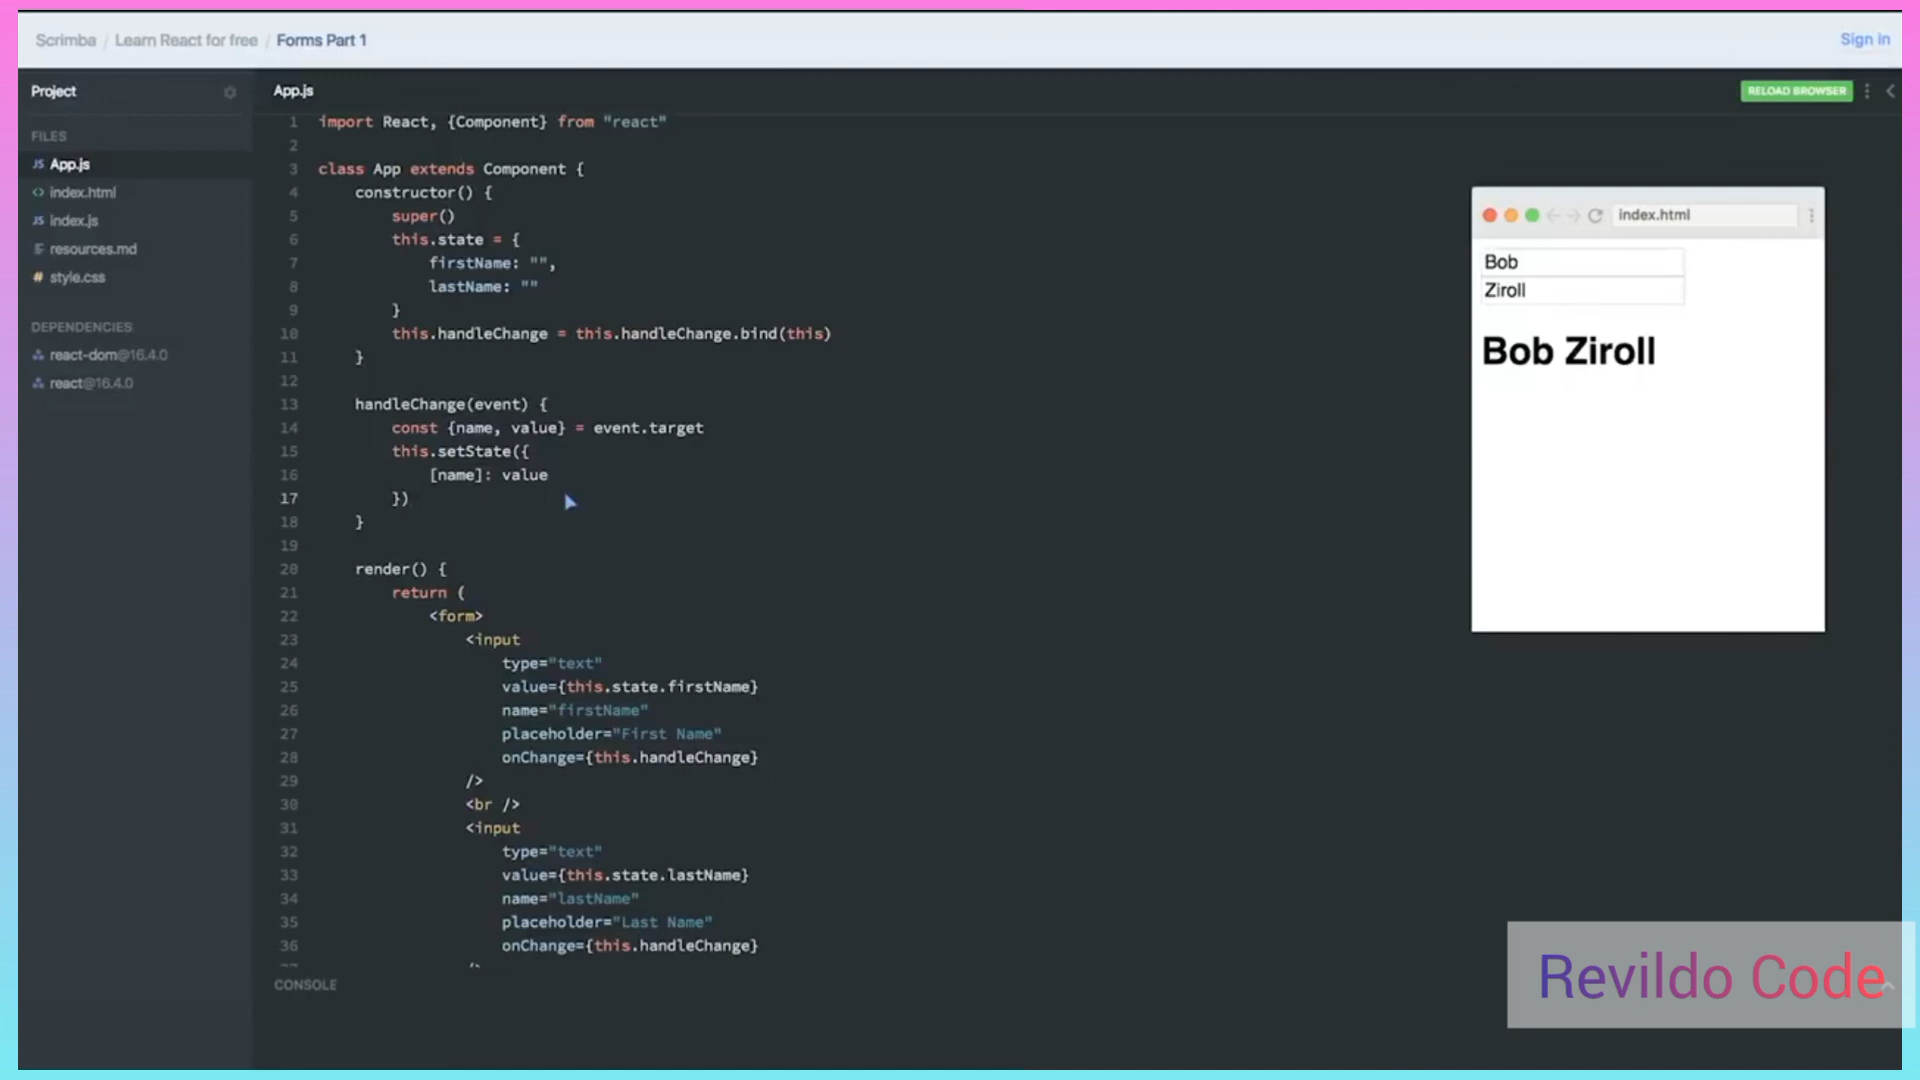 Scrimba / Learn React for free / Forms Part 1
Sign in
Project
App.js
RELOAD BROWSER
FILES
JS App.js
<> index.html
JS index.js
resources.md
# style.css
DEPENDENCIES
react-dom@16.4.0
react@16.4.0
1 import React, {Component} from "react"
2
3 class App extends Component {
4 constructor() {
5 super()
6 this.state = {
7 firstName: "",
8 lastName: ""
9 }
10 this.handleChange = this.handleChange.bind(this)
11 }
12
13 handleChange(event) {
14 const {name, value} = event.target
15 this.setState({
16 [name]: value
17 })
18 }
19
20 render() {
21 return (
22 <form>
23 <input
24 type="text"
25 value={this.state.firstName}
26 name="firstName"
27 placeholder="First Name"
28 onChange={this.handleChange}
29 />
30 <br />
31 <input
32 type="text"
33 value={this.state.lastName}
34 name="lastName"
35 placeholder="Last Name"
36 onChange={this.handleChange}
CONSOLE
index.html
Bob
Ziroll
Bob Ziroll
Revildo Code